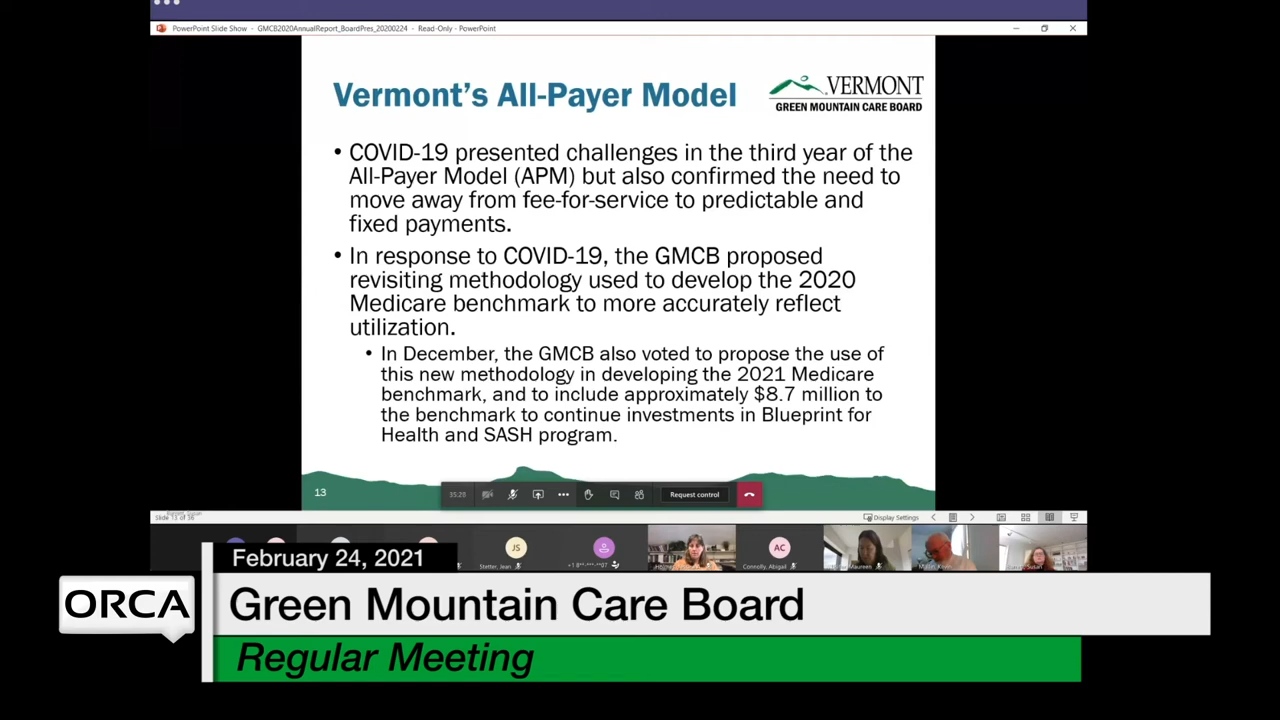 PowerPoint Slide Show - GMCB2020AnnualReport_BoardPres_20200224 - Read-Only - PowerPoint
Vermont's All-Payer Model
VERMONT
GREEN MOUNTAIN CARE BOARD
• COVID-19 presented challenges in the third year of the
All-Payer Model (APM) but also confirmed the need to
move away from fee-for-service to predictable and
fixed payments.
• In response to COVID-19, the GMCB proposed
revisiting methodology used to develop the 2020
Medicare benchmark to more accurately reflect
utilization.
• In December, the GMCB also voted to propose the use of
this new methodology in developing the 2021 Medicare
benchmark, and to include approximately $8.7 million to
the benchmark to continue investments in Blueprint for
Health and SASH program.
13
35:20
Request control
Display Settings
JS
AC
Stetter, Jean
Connolly, Abigail
February 24, 2021
ORCA
Green Mountain Care Board
Regular Meeting